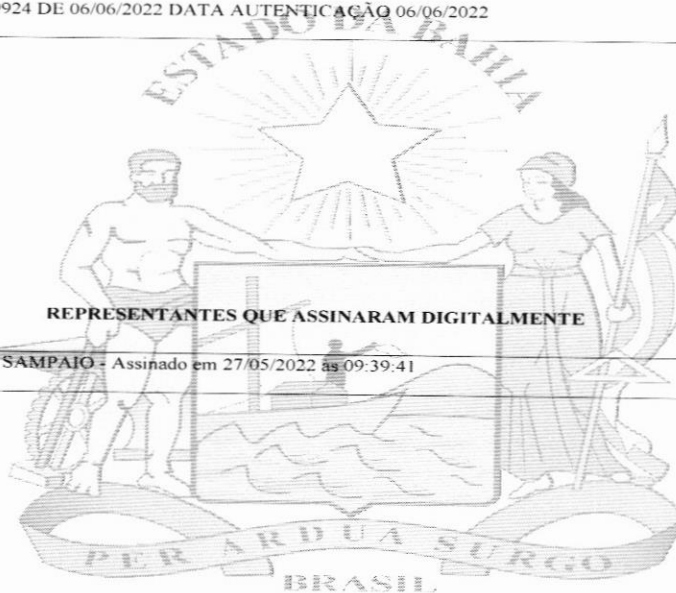 0924 DE 06/06/2022 DATA AUTENTICAÇÃO 06/06/2022
ESTADO DA BAHIA
REPRESENTANTES QUE ASSINARAM DIGITALMENTE
SAMPAIO - Assinado em 27/05/2022 às 09:39:41
PER ARDUA SURGO
BRASIL